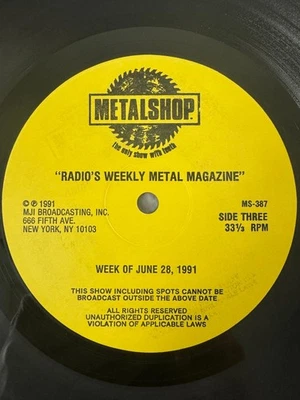 METALSHOP
The only show with teeth
"RADIO'S WEEKLY METAL MAGAZINE"
© ℗ 1991
MJI BROADCASTING, INC.
666 FIFTH AVE.
NEW YORK, NY 10103
MS-387
SIDE THREE
33⅓ RPM
WEEK OF JUNE 28, 1991
THIS SHOW INCLUDING SPOTS CANNOT BE
BROADCAST OUTSIDE THE ABOVE DATE
ALL RIGHTS RESERVED
UNAUTHORIZED DUPLICATION IS A
VIOLATION OF APPLICABLE LAWS